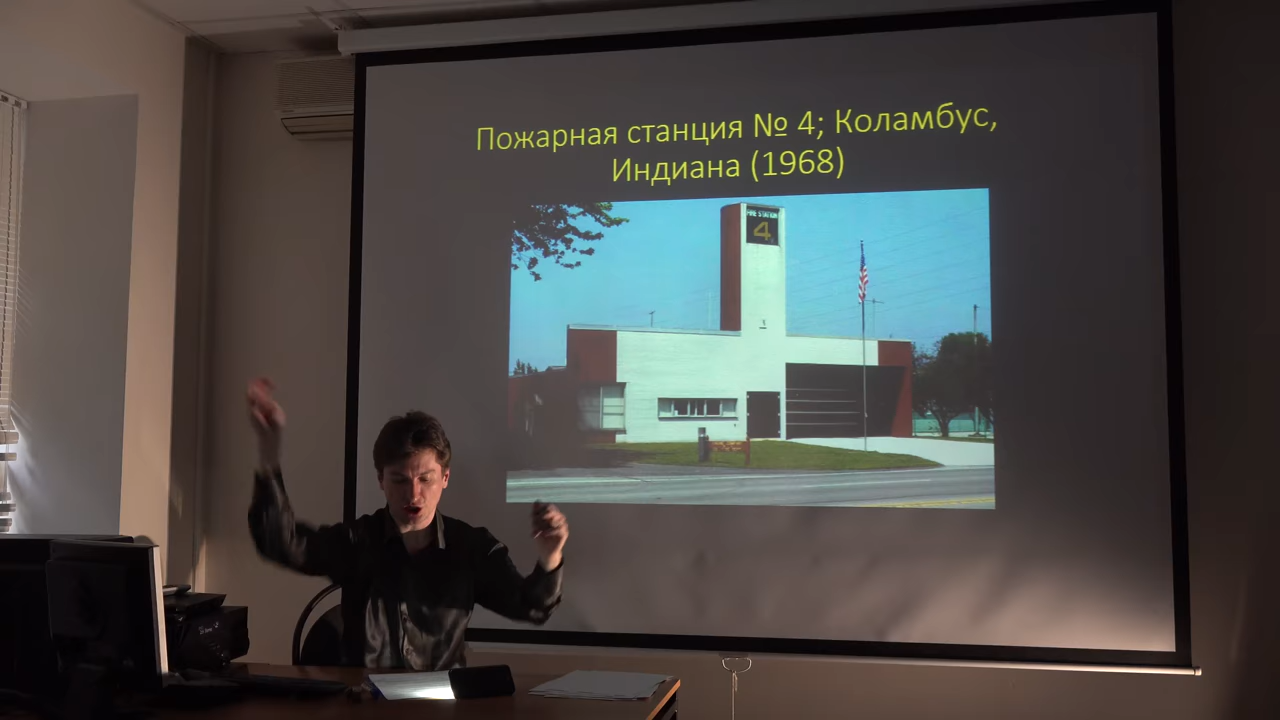 Пожарная станция № 4; Коламбус,
Индиана (1968)
FIRE STATION
4